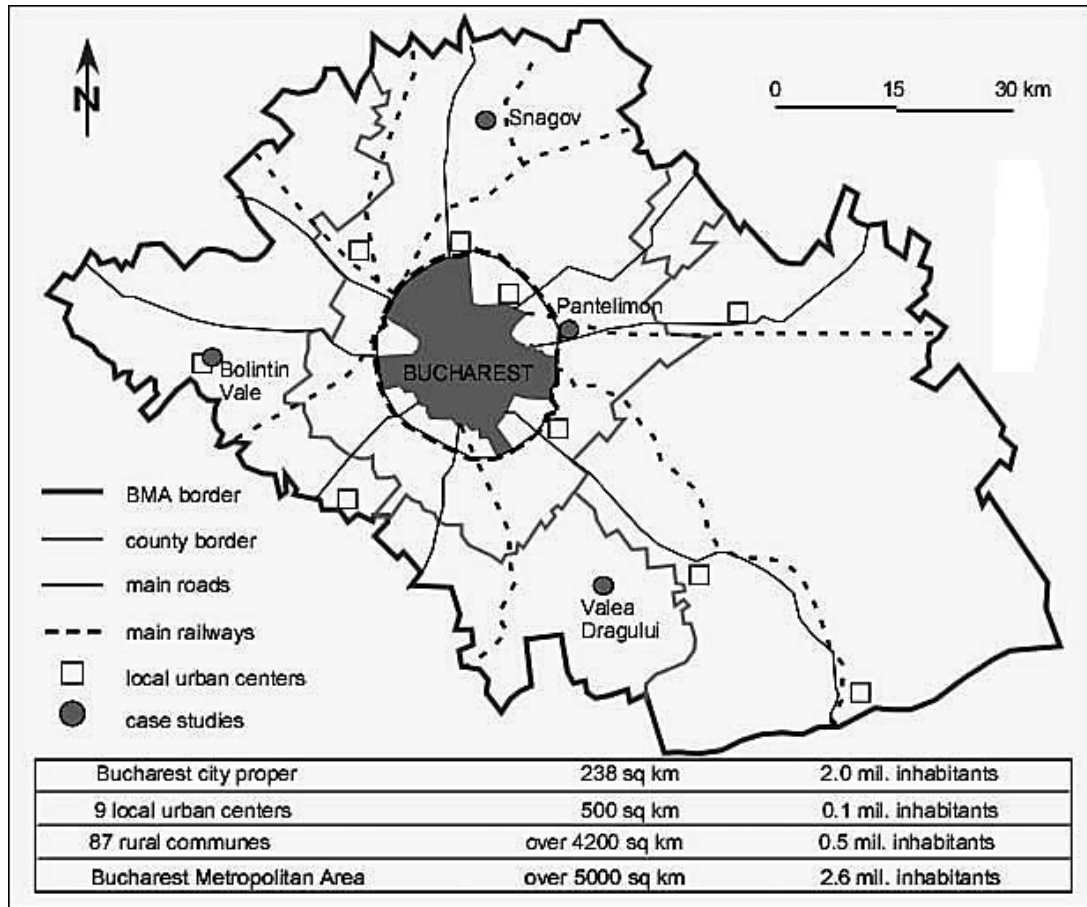 N
0 15 30 km
Snagov
Pantelimon
BUCHAREST
Bolintin
Vale
Valea
Dragului
BMA border
county border
main roads
main railways
local urban centers
case studies
Bucharest city proper 238 sq km 2.0 mil. inhabitants
9 local urban centers 500 sq km 0.1 mil. inhabitants
87 rural communes over 4200 sq km 0.5 mil. inhabitants
Bucharest Metropolitan Area over 5000 sq km 2.6 mil. inhabitants